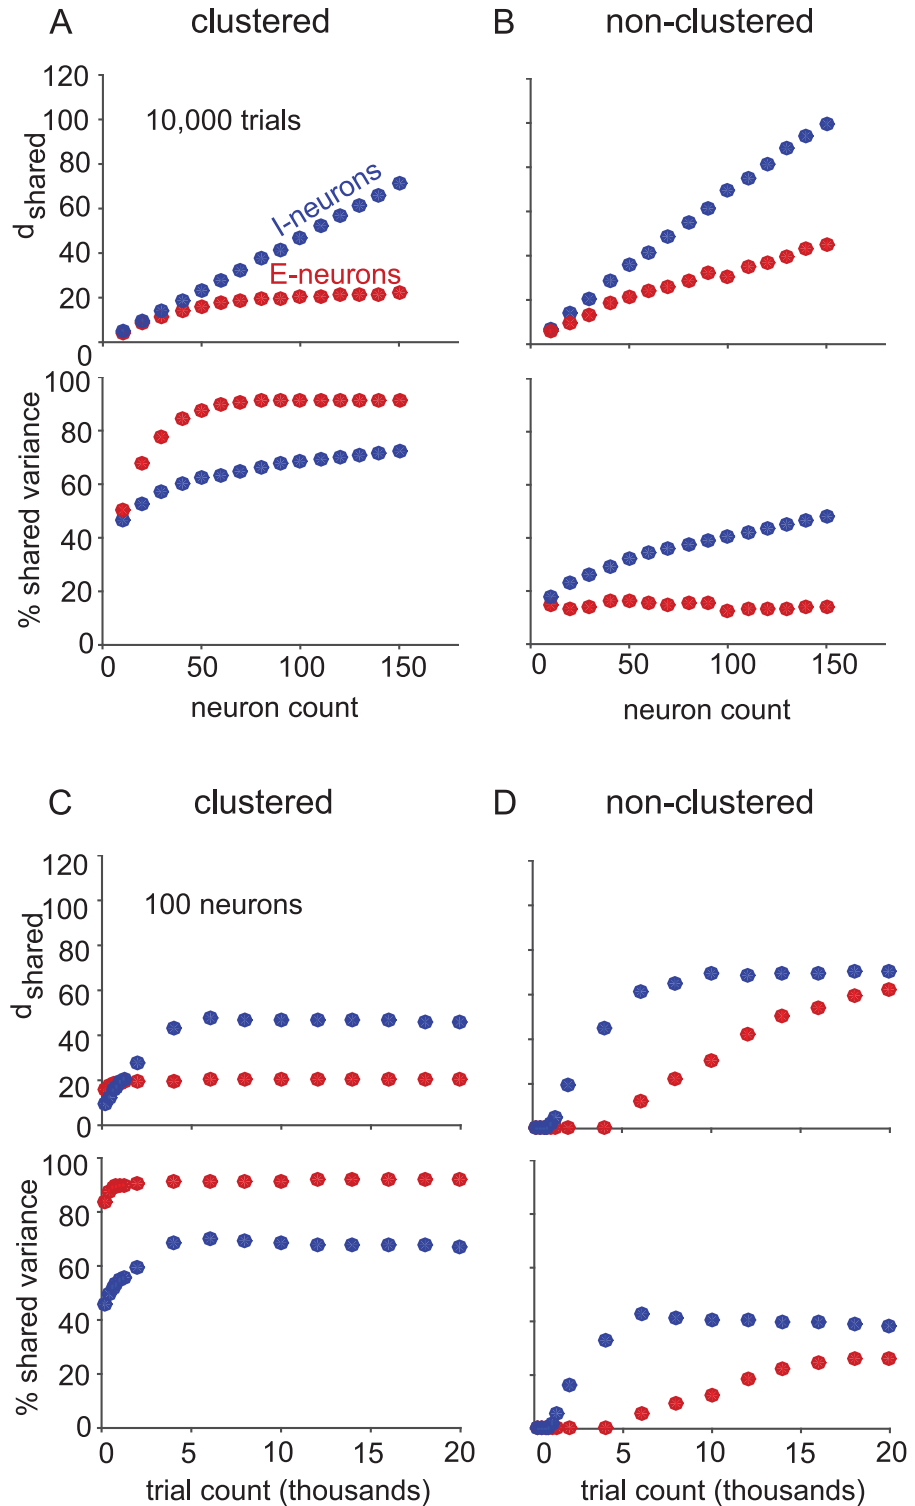 A clustered
B non-clustered
120
100
80
60
40
20
0
d shared
10,000 trials
I-neurons
E-neurons
100
80
60
40
20
0
% shared variance
0 50 100 150
neuron count
0 50 100 150
neuron count
C clustered
D non-clustered
120
100
80
60
40
20
0
d shared
100 neurons
100
80
60
40
20
0
% shared variance
0 5 10 15 20
trial count (thousands)
0 5 10 15 20
trial count (thousands)